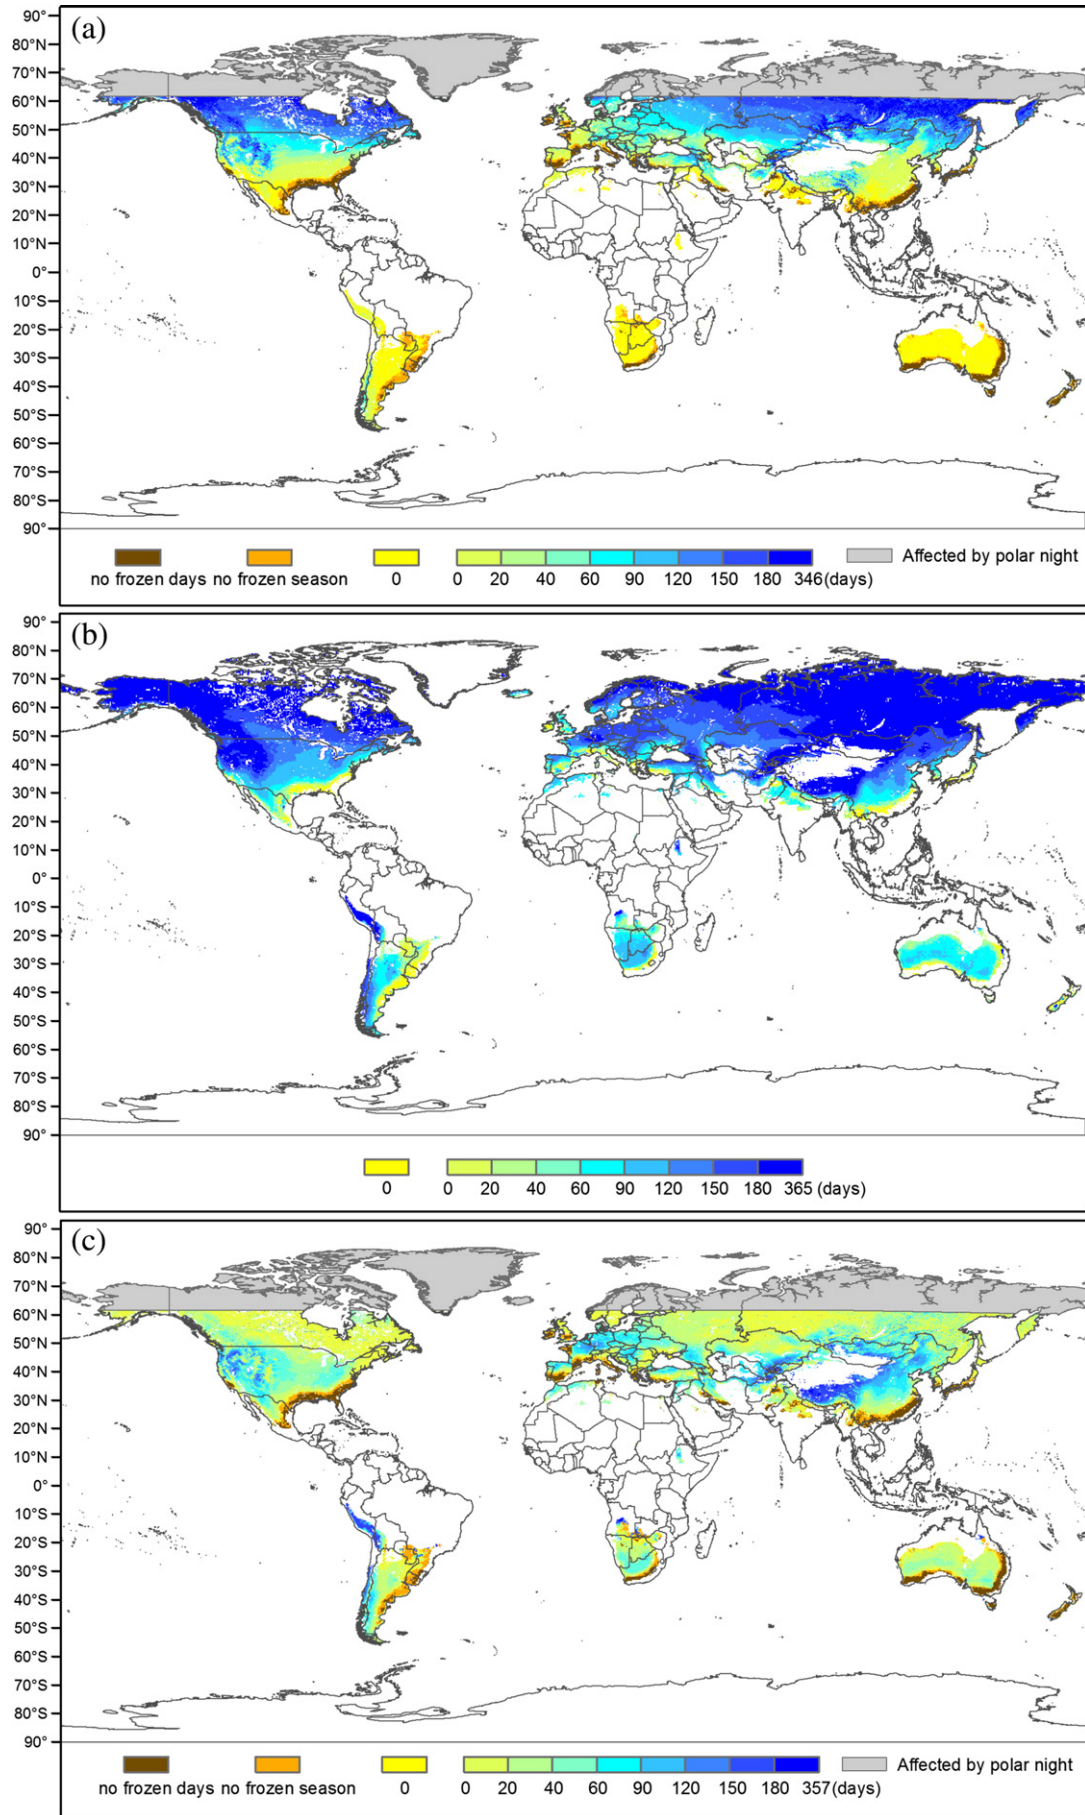 (a)
90°
80°N
70°N
60°N
50°N
40°N
30°N
20°N
10°N
0°
10°S
20°S
30°S
40°S
50°S
60°S
70°S
80°S
90°
no frozen days
no frozen season
0
0 20 40 60 90 120 150 180 346 (days)
Affected by polar night
(b)
90°
80°N
70°N
60°N
50°N
40°N
30°N
20°N
10°N
0°
10°S
20°S
30°S
40°S
50°S
60°S
70°S
80°S
90°
0
0 20 40 60 90 120 150 180 365 (days)
(c)
90°
80°N
70°N
60°N
50°N
40°N
30°N
20°N
10°N
0°
10°S
20°S
30°S
40°S
50°S
60°S
70°S
80°S
90°
no frozen days
no frozen season
0
0 20 40 60 90 120 150 180 357 (days)
Affected by polar night